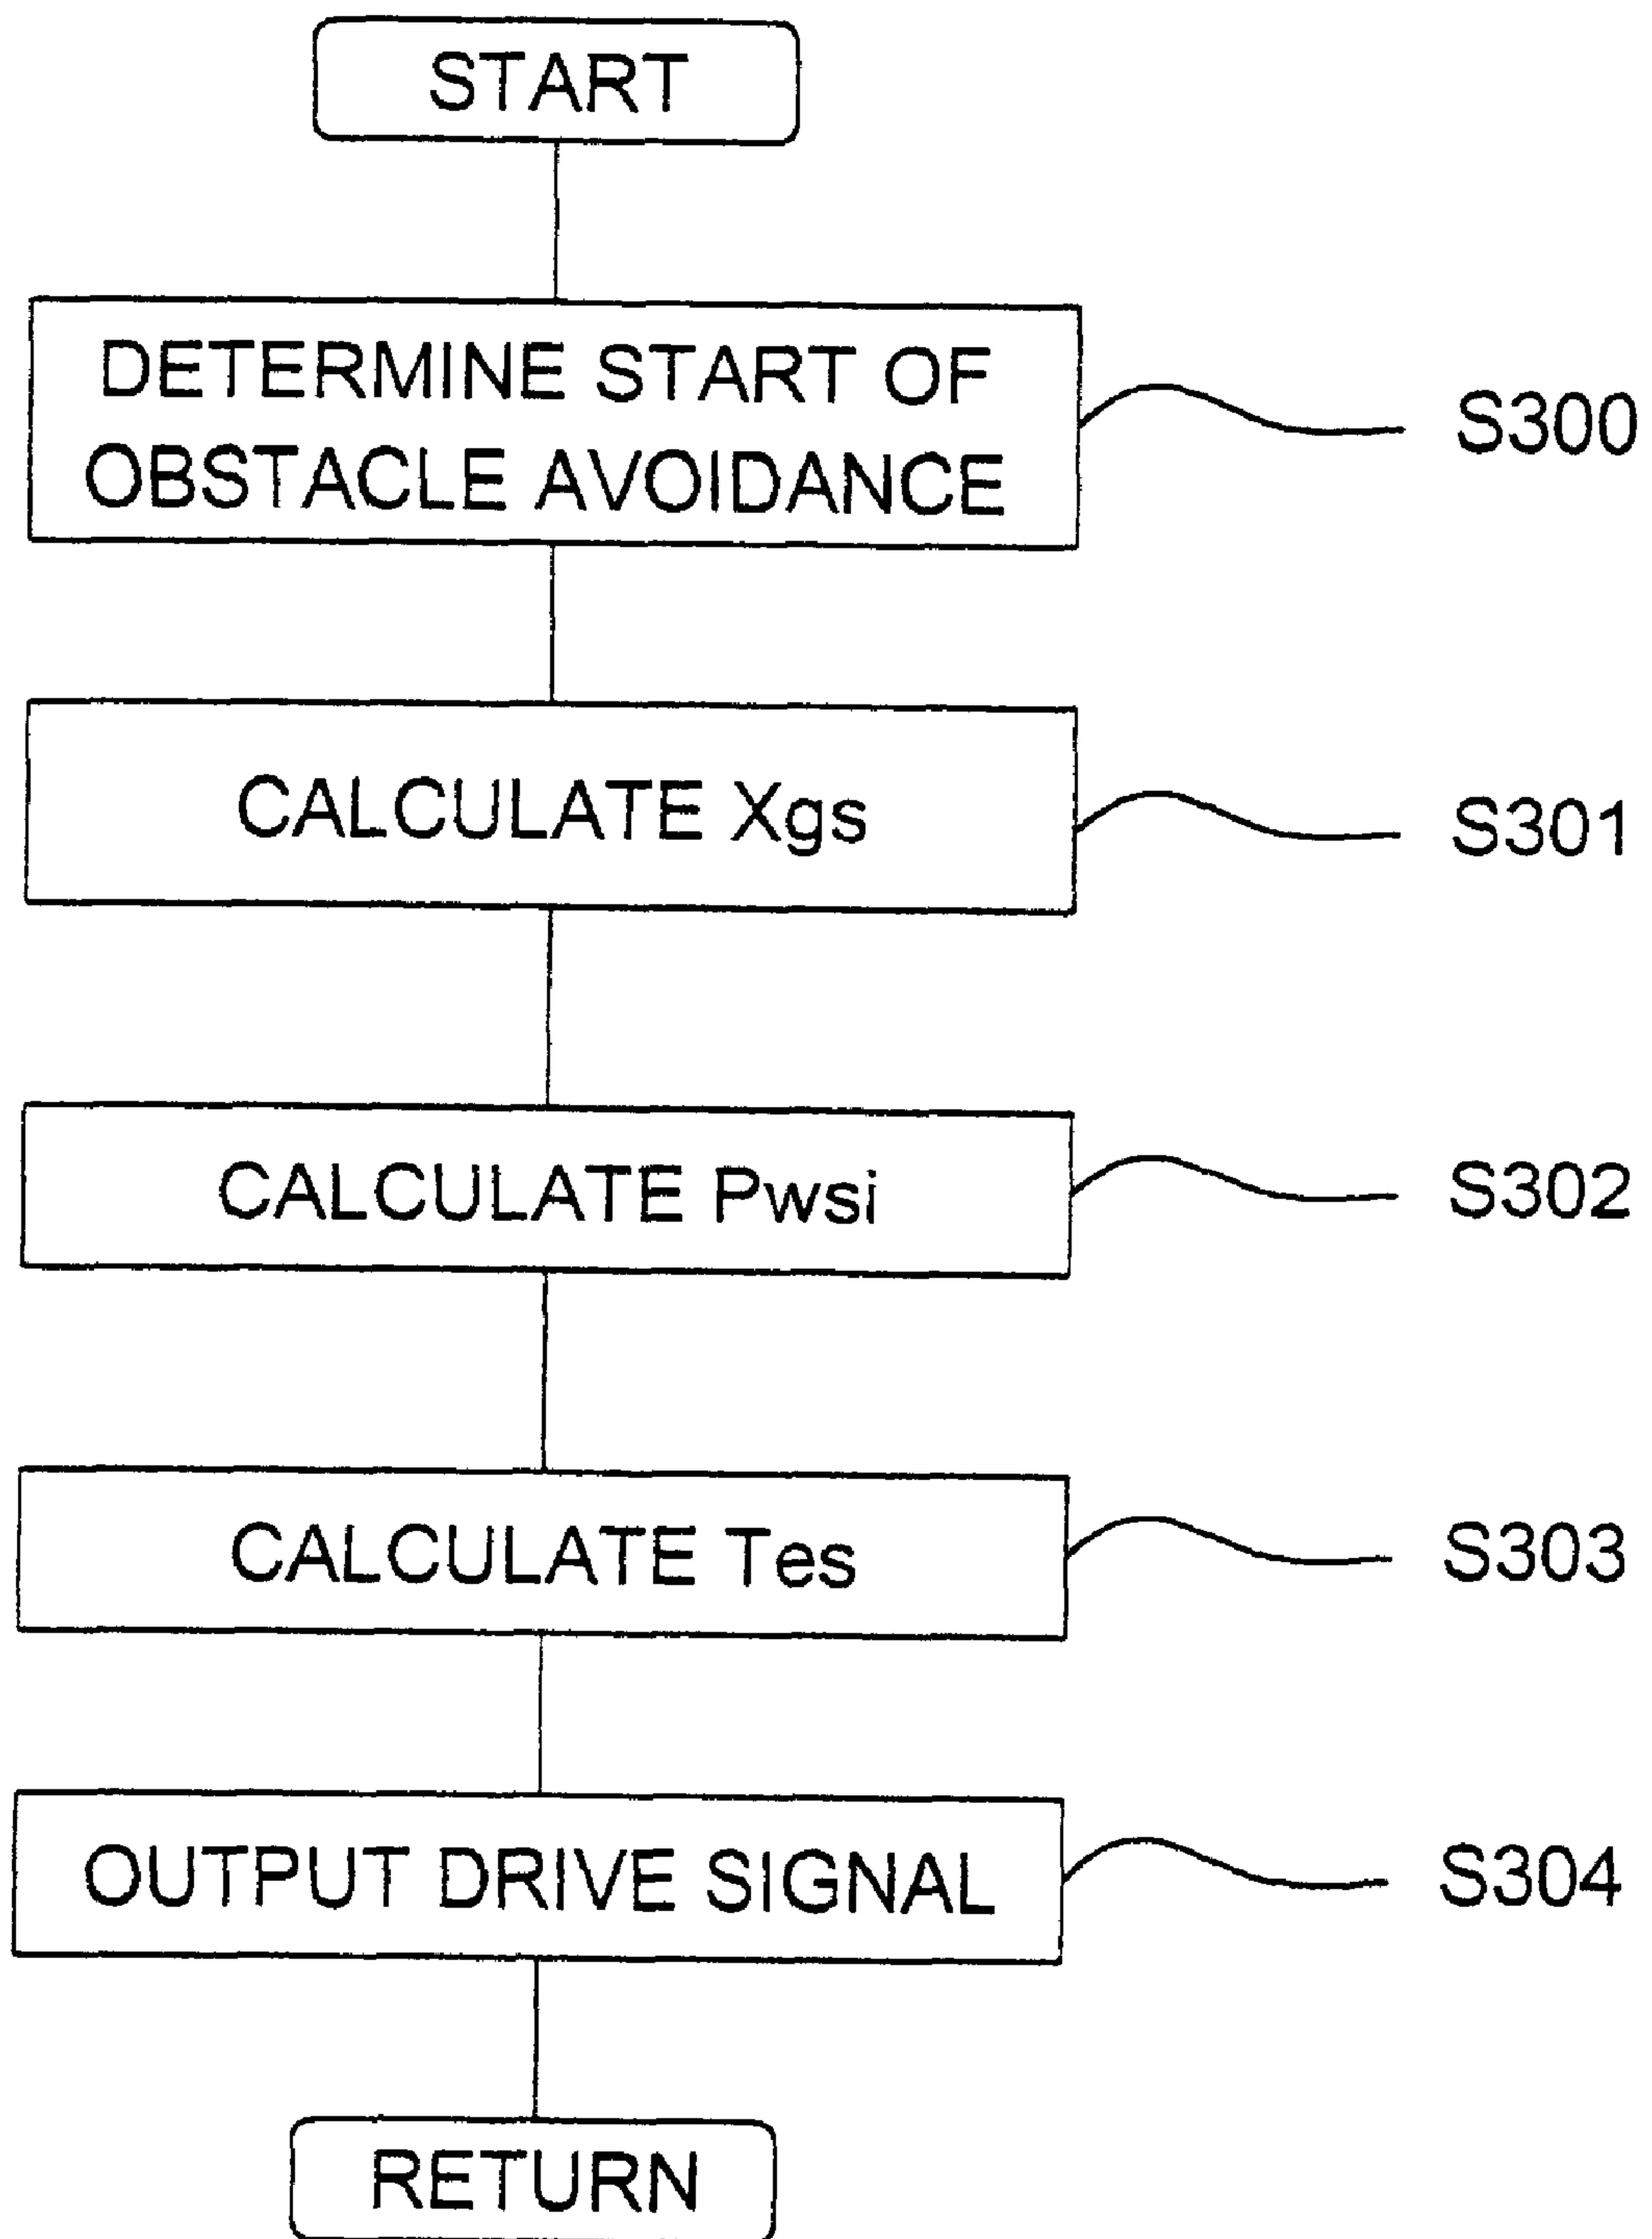 START
DETERMINE START OF
OBSTACLE AVOIDANCE
S300
CALCULATE Xgs
S301
CALCULATE Pwsi
S302
CALCULATE Tes
S303
OUTPUT DRIVE SIGNAL
S304
RETURN